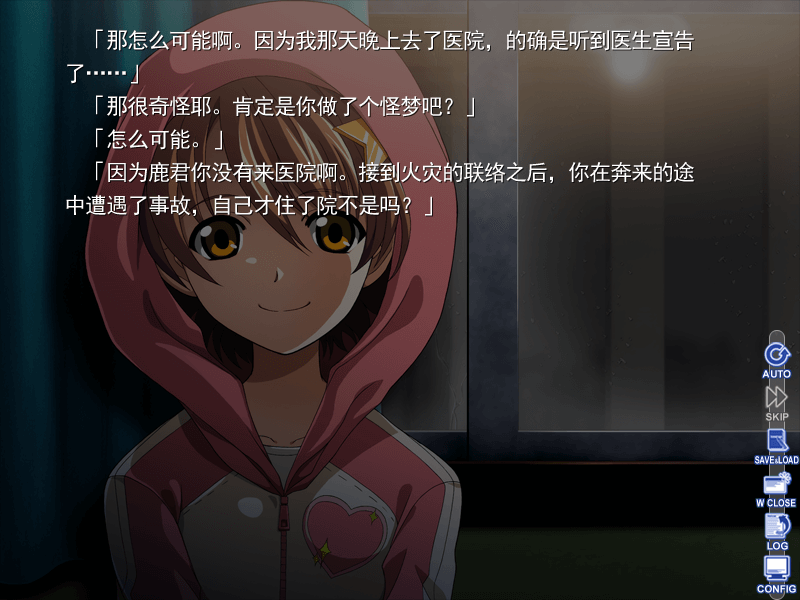 「那怎么可能啊。因为我那天晚上去了医院，的确是听到医生宣告
了……」
「那很奇怪耶。肯定是你做了个怪梦吧？」
「怎么可能。」
「因为鹿君你没有来医院啊。接到火灾的联络之后，你在奔来的途
中遭遇了事故，自己才住了院不是吗？」
AUTO
SKIP
SAVE&LOAD
W CLOSE
LOG
CONFIG